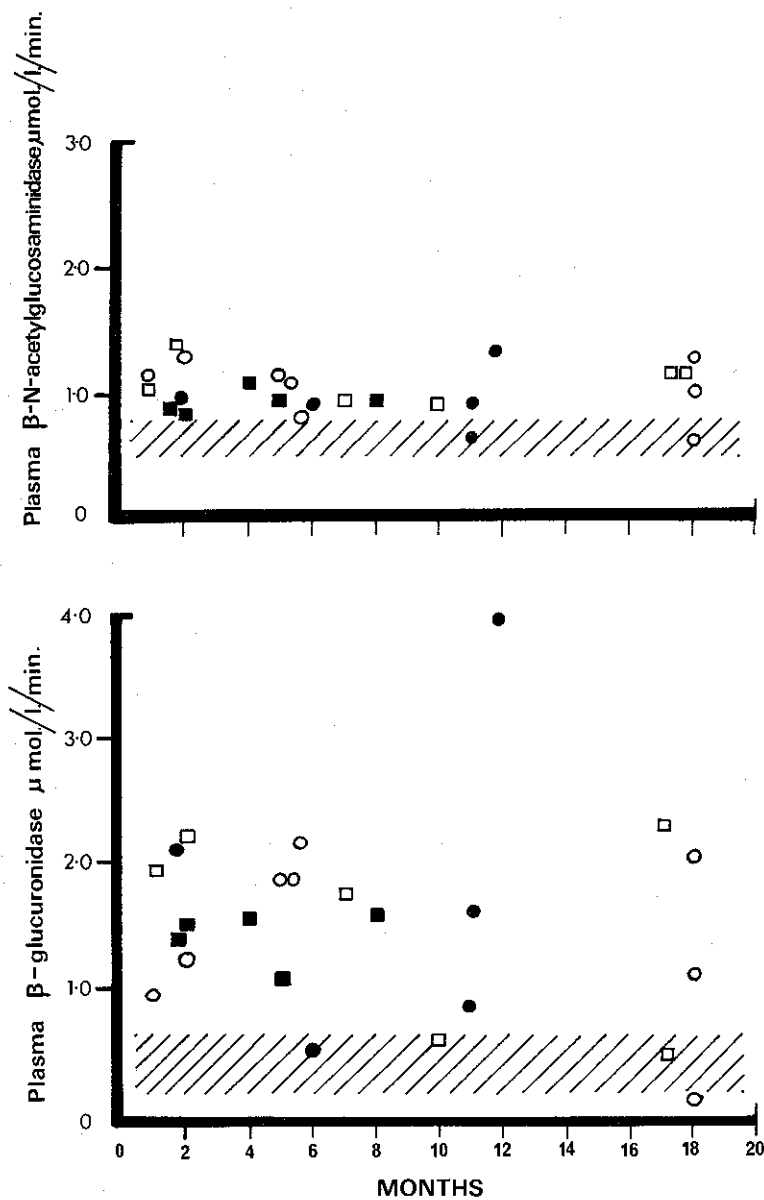 Plasma β-N-acetylglucosaminidase,μmol/l/min.
3·0
2·0
1·0
0
Plasma β-glucuronidase μ mol/l/min.
4·0
3·0
2·0
1·0
0
0 2 4 6 8 10 12 14 16 18 20
MONTHS